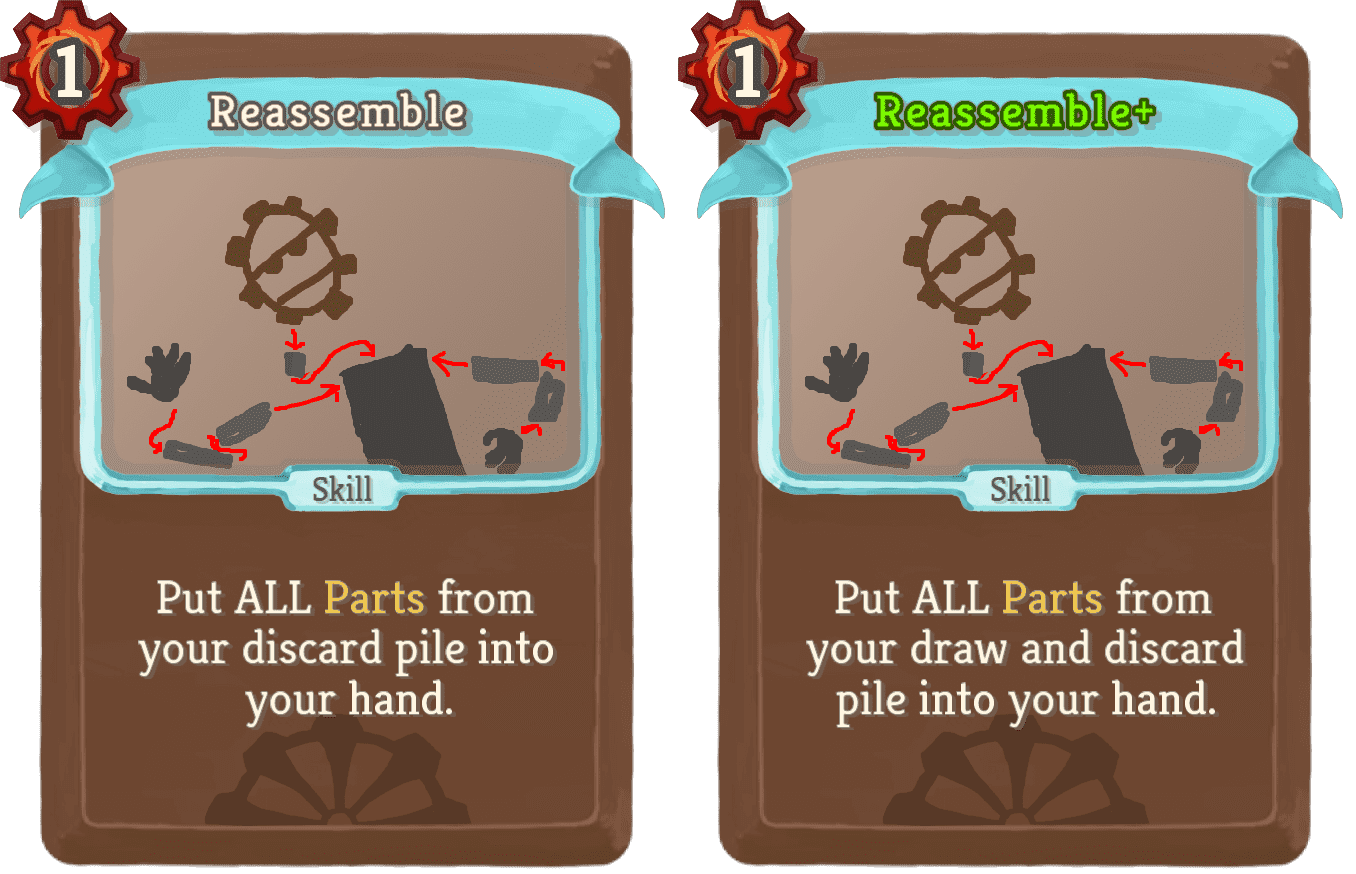 1
Reassemble
Skill
Put ALL Parts from
your discard pile into
your hand.
1
Reassemble+
Skill
Put ALL Parts from
your draw and discard
pile into your hand.